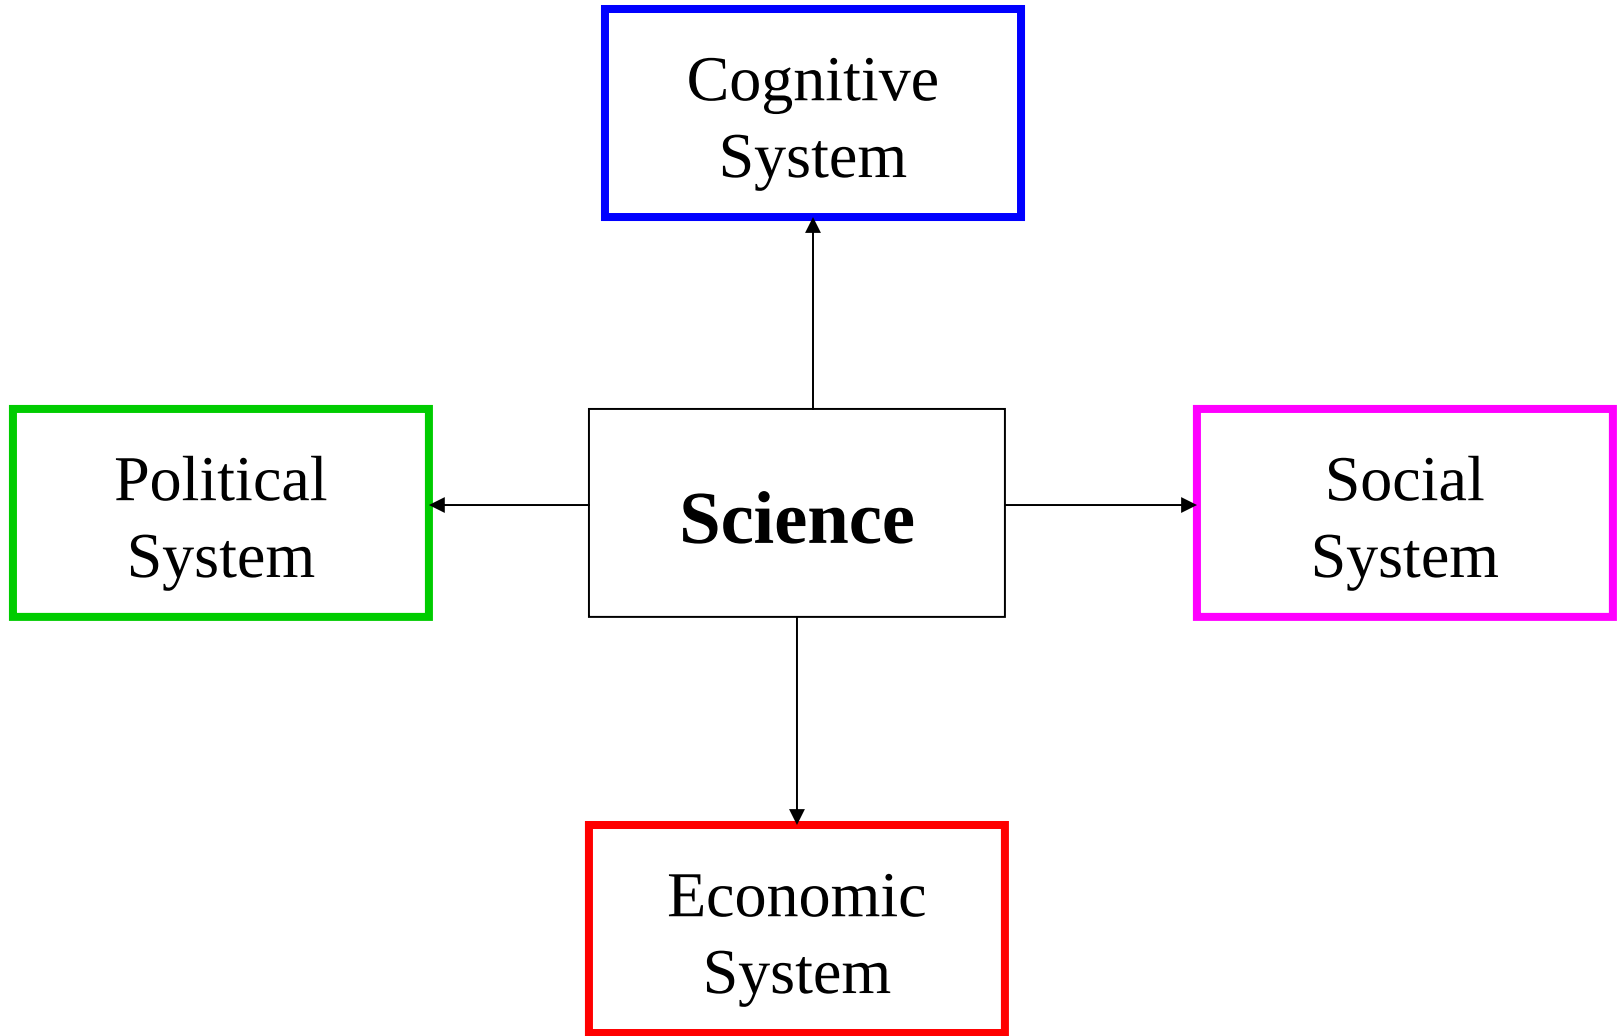 Cognitive
System
Political
System
Science
Social
System
Economic
System